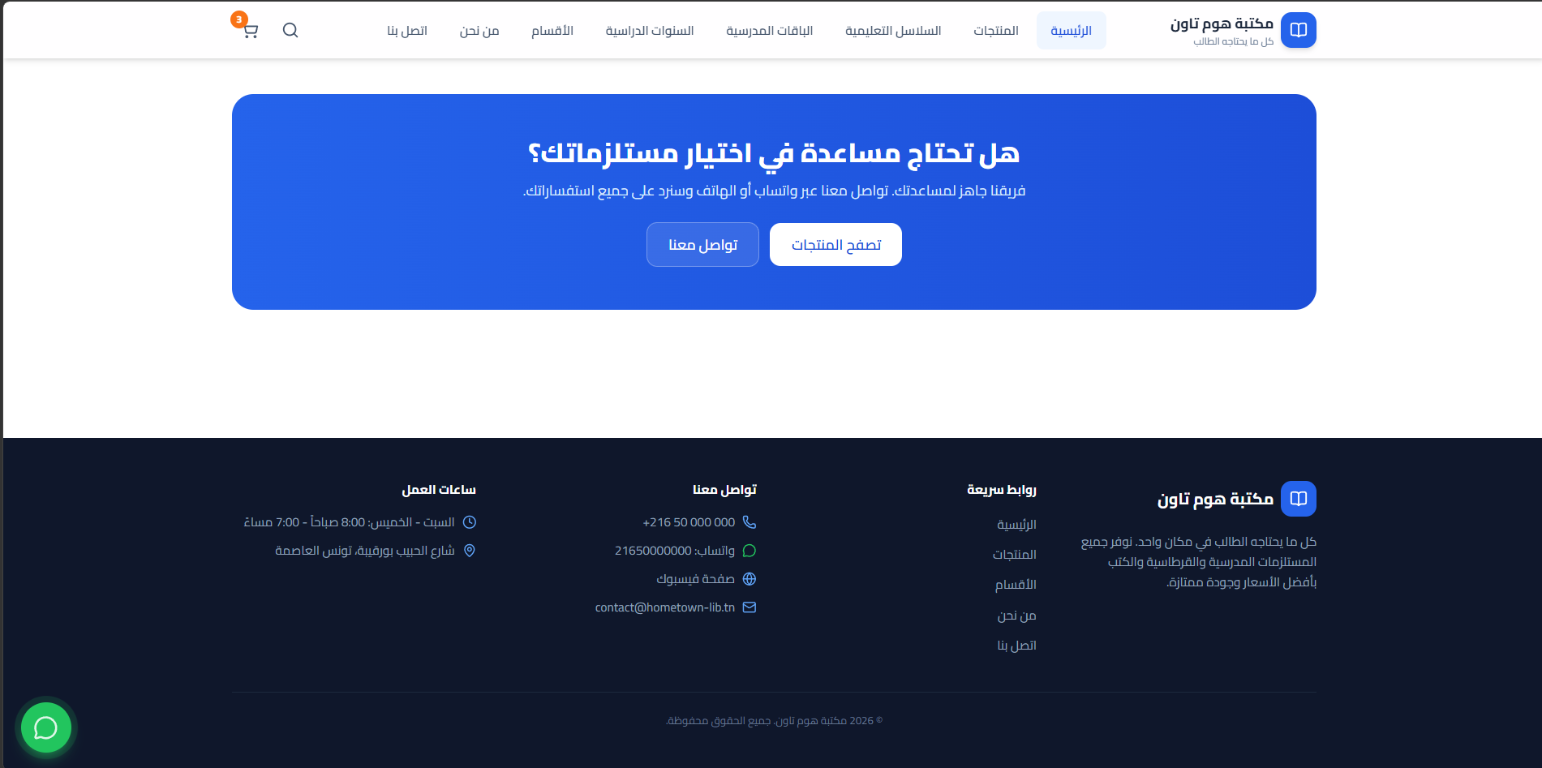 مكتبة هوم تاون
كل ما يحتاجه الطالب
الرئيسية
المنتجات
السلاسل التعليمية
الباقات المدرسية
السنوات الدراسية
الأقسام
من نحن
اتصل بنا
3
هل تحتاج مساعدة في اختيار مستلزماتك؟
فريقنا جاهز لمساعدتك. تواصل معنا عبر واتساب أو الهاتف وسنرد على جميع استفساراتك.
تصفح المنتجات
تواصل معنا
مكتبة هوم تاون
كل ما يحتاجه الطالب في مكان واحد. نوفر جميع
المستلزمات المدرسية والقرطاسية والكتب
بأفضل الأسعار وجودة ممتازة.
روابط سريعة
الرئيسية
المنتجات
الأقسام
من نحن
اتصل بنا
تواصل معنا
+216 50 000 000
واتساب: 21650000000
صفحة فيسبوك
contact@hometown-lib.tn
ساعات العمل
السبت - الخميس: 8:00 صباحاً - 7:00 مساءً
شارع الحبيب بورقيبة، تونس العاصمة
© 2026 مكتبة هوم تاون. جميع الحقوق محفوظة.